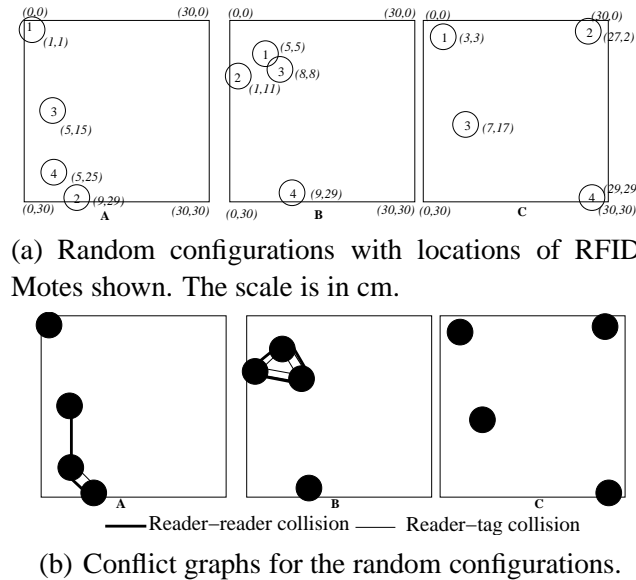 (0,0) (30,0) (0,0) (30,0) (0,0) (30,0)
1 (1,1) 1 (5,5) 1 (3,3) 2 (27,2)
2 (1,11) 3 (8,8)
3 (5,15) 3 (7,17)
4 (5,25) 4 (9,29) 4 (29,29)
2 (9,29)
(0,30) (30,30) (0,30) (30,30) (0,30) (30,30)
A B C
(a) Random configurations with locations of RFID
Motes shown. The scale is in cm.
A B C
Reader–reader collision Reader–tag collision
(b) Conflict graphs for the random configurations.